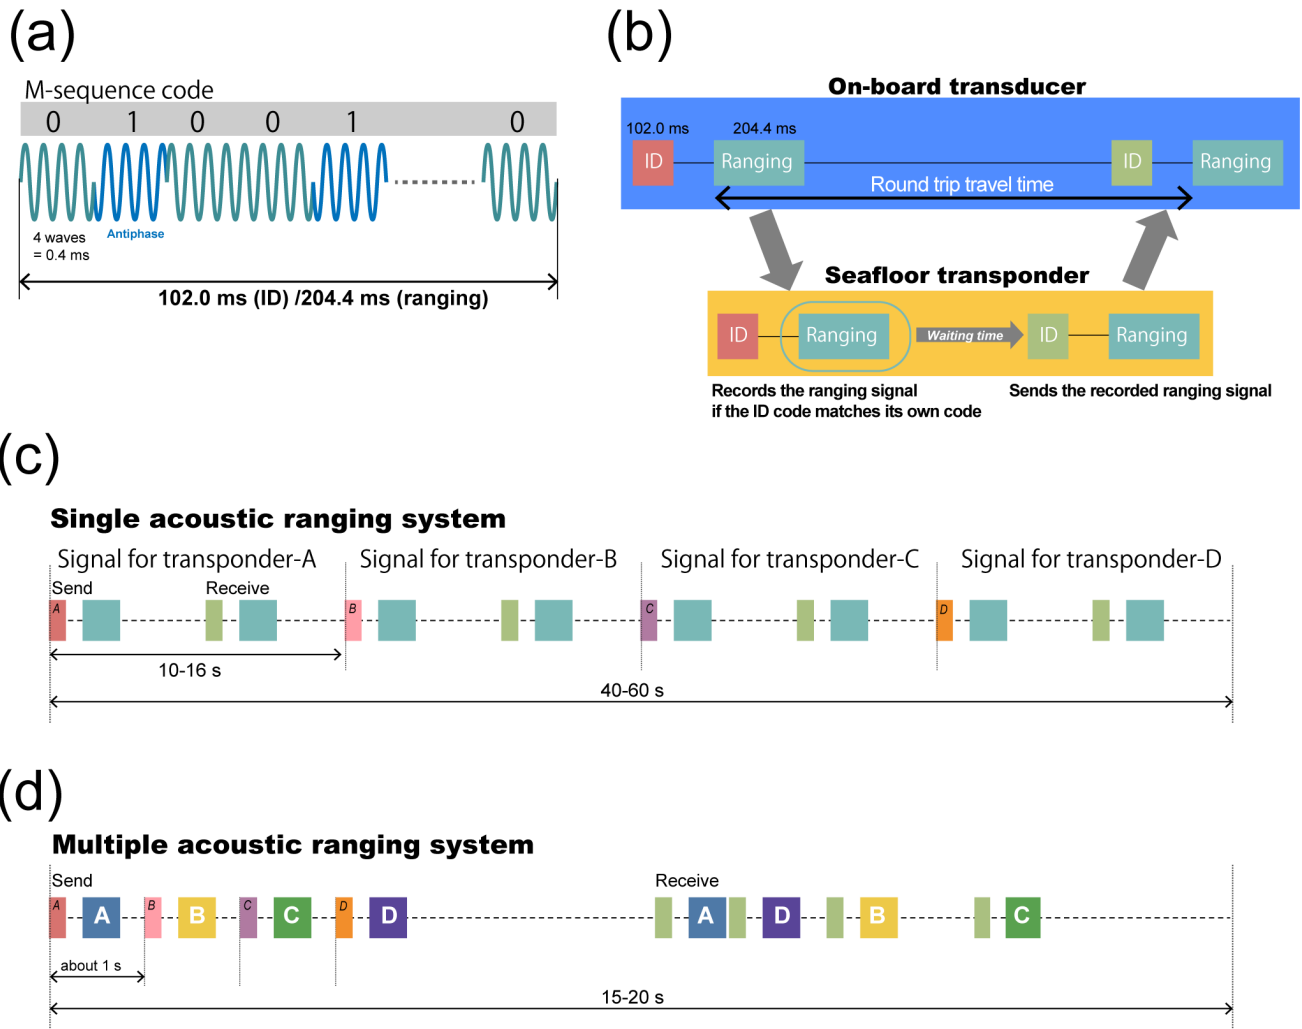 (a)
M-sequence code
0 1 0 0 1 0
4 waves
= 0.4 ms
Antiphase
102.0 ms (ID) /204.4 ms (ranging)
(b)
On-board transducer
102.0 ms 204.4 ms
ID Ranging ID Ranging
Round trip travel time
Seafloor transponder
ID Ranging Waiting time ID Ranging
Records the ranging signal
if the ID code matches its own code
Sends the recorded ranging signal
(c)
Single acoustic ranging system
Signal for transponder-A Signal for transponder-B Signal for transponder-C Signal for transponder-D
Send Receive
A B C D
10-16 s
40-60 s
(d)
Multiple acoustic ranging system
Send Receive
A A B B C C D D A D B C
about 1 s
15-20 s